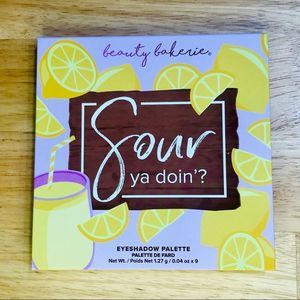 beauty bakerie®
Sour
ya doin'?
EYESHADOW PALETTE
PALETTE DE FARD
Net Wt. / Poids Net 1.27 g / 0.04 oz x 9